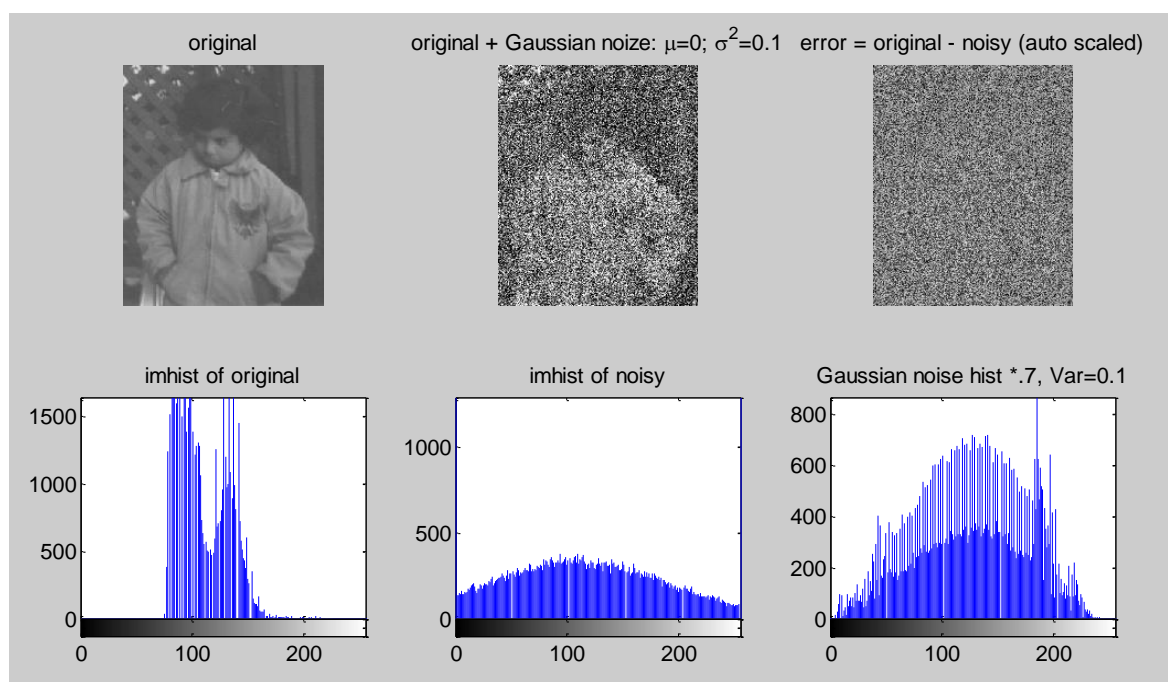 original
original + Gaussian noize: μ=0; σ²=0.1
error = original - noisy (auto scaled)
imhist of original
imhist of noisy
Gaussian noise hist *.7, Var=0.1
1500
1000
500
0
0 100 200
1000
500
0
0 100 200
800
600
400
200
0
0 100 200